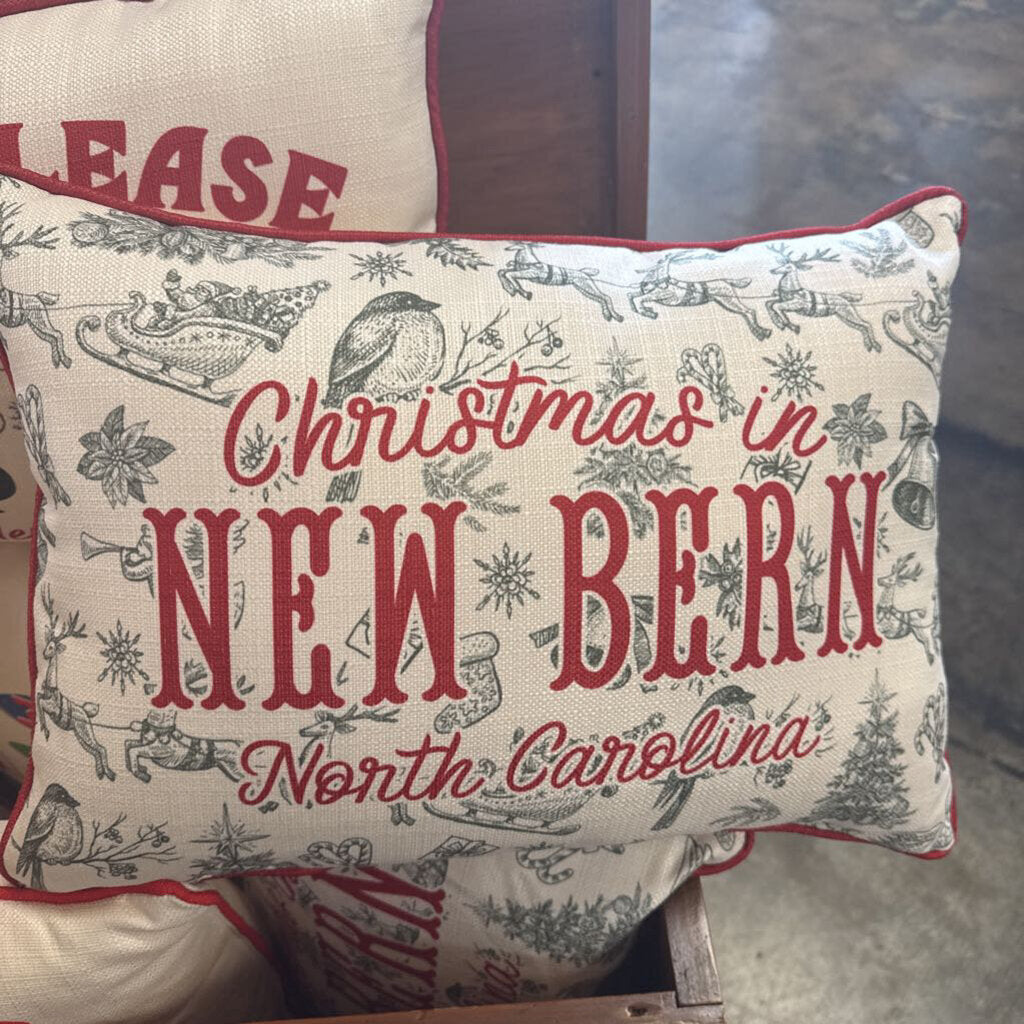 LEASE
Christmas in
NEW BERN
North Carolina